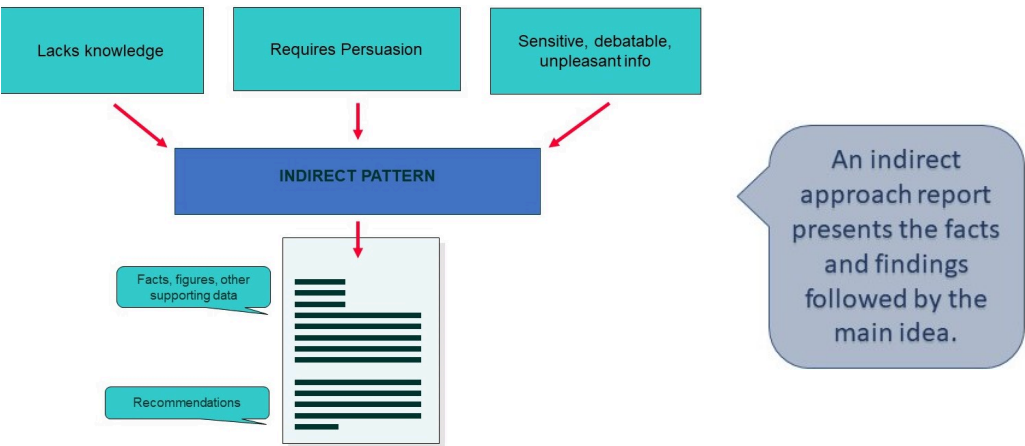 Lacks knowledge
Requires Persuasion
Sensitive, debatable,
unpleasant info
INDIRECT PATTERN
Facts, figures, other
supporting data
Recommendations
An indirect
approach report
presents the facts
and findings
followed by the
main idea.